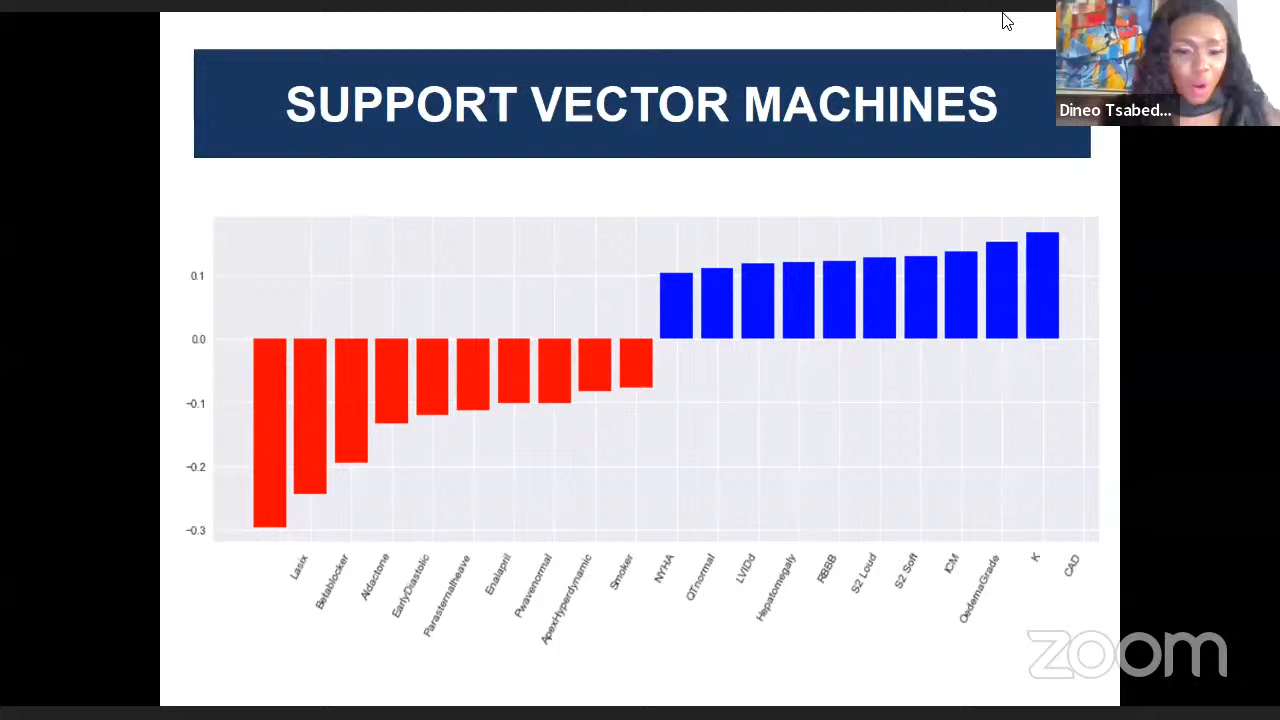 SUPPORT VECTOR MACHINES
Dineo Tsabed...
0.1
0.0
−0.1
−0.2
−0.3
Lasix
Betablocker
Aldactone
EarlyDiastolic
Parasternalheave
Enalapril
Pwavenormal
ApexHyperdynamic
Smoker
NYHA
QTnormal
LVIDd
Hepatomegaly
RBBB
S2 Loud
S2 Soft
ICM
OedemaGrade
K
CAD
zoom